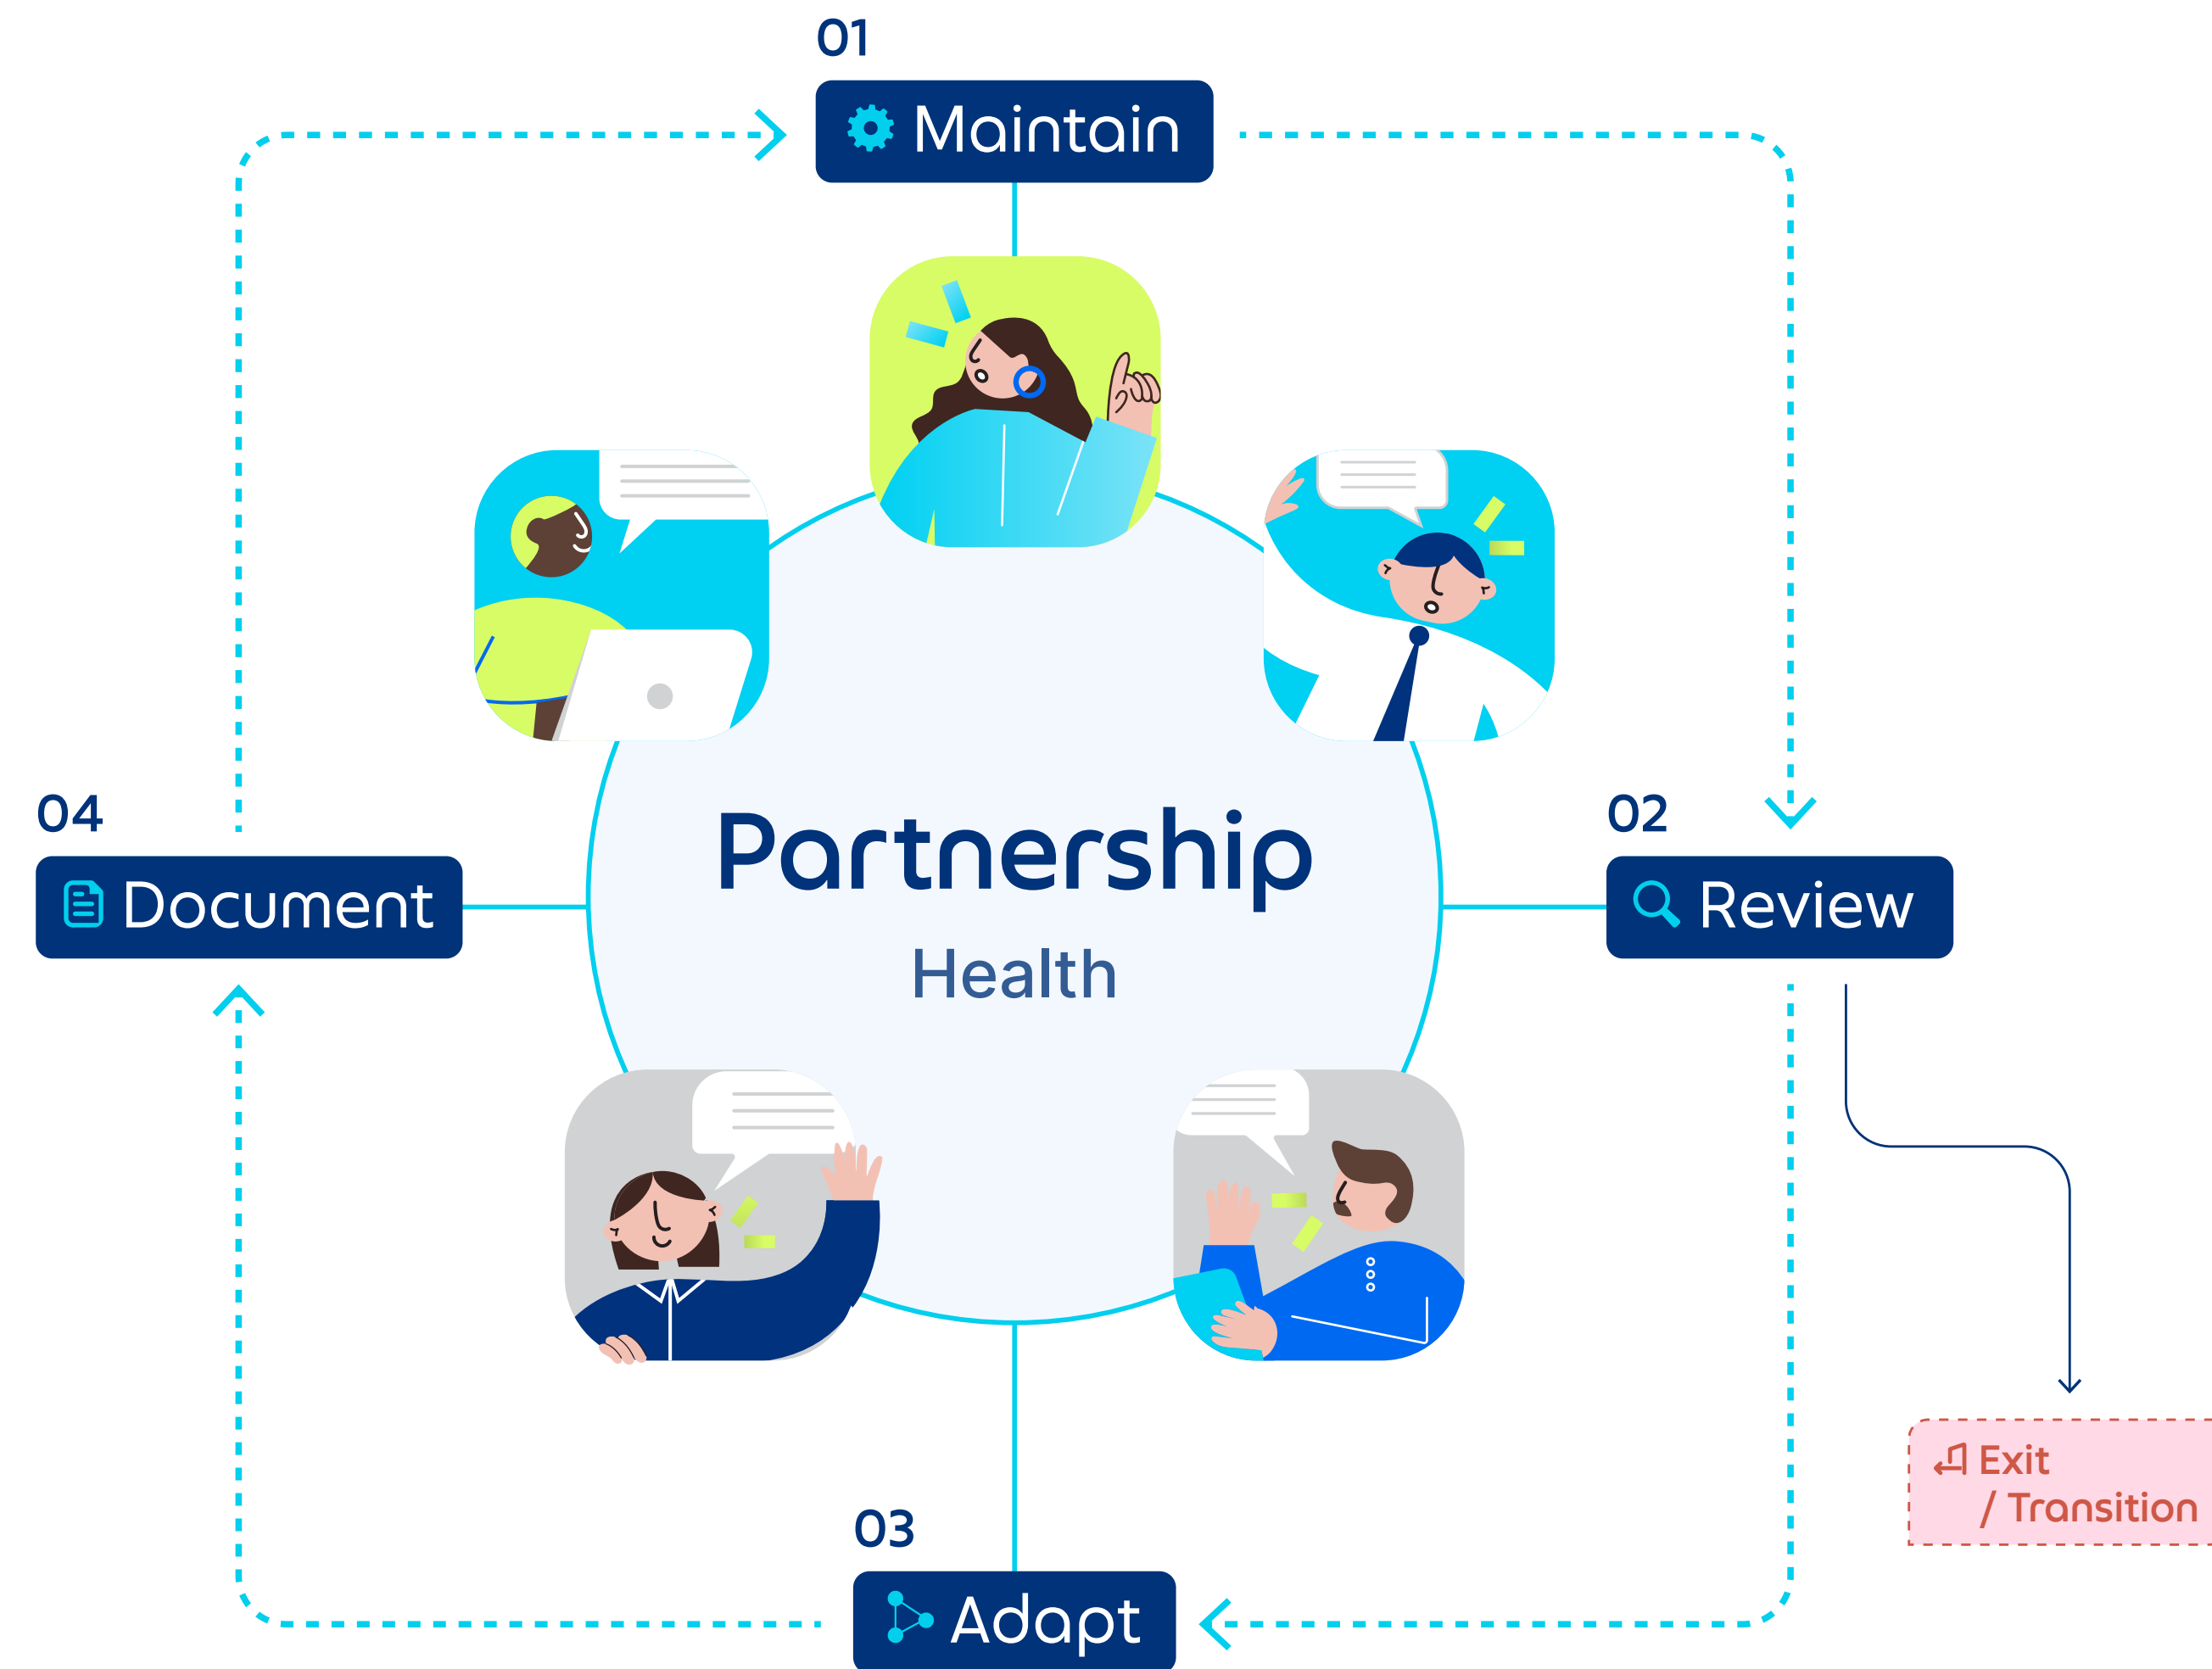 01
Maintain
04
Document
Partnership
Health
02
Review
Exit
/ Transition
03
Adapt